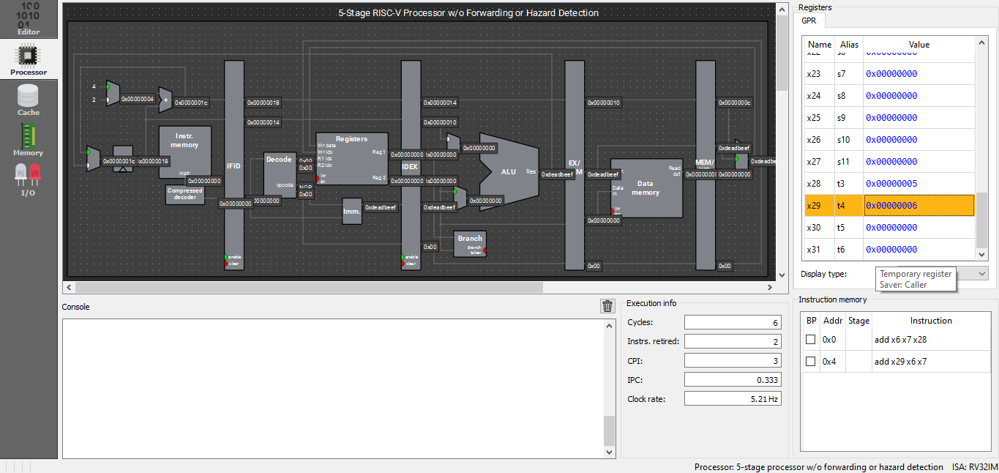 5-Stage RISC-V Processor w/o Forwarding or Hazard Detection
Editor
Processor
Cache
Memory
I/O
4
2
0x00000004
+
0x0000001c
0x00000018
0x00000014
0x00000014
0x00000010
0x00000010
0x0000000c
Instr.
memory
Instr
0x0000001c
0x00000018
0x00000000
Compressed
decoder
IFID
0x00000000
enable
clear
Decode
opcode
0x00
0x00
NOP
0x00
Registers
Wr data
Wr idx
R1 idx
R2 idx
Wr
En
Reg 1
Reg 2
Imm.
0xdeadbeef
0x00000000
0x00000000
0x00000000
0x00000000
IDEX
0xdeadbeef
0x00
enable
clear
0x00000000
0x00000000
ALU
Res
0xdeadbeef
Branch
Branch
taken
EX/
0xdeadbeef
0x00000000
0x00
Data
memory
Data
in
Wr
Read
out
MEM/
0x00000000
0xdeadbeef
0x00
Console
Execution info
Cycles: 6
Instrs. retired: 2
CPI: 3
IPC: 0.333
Clock rate: 5.21 Hz
Registers
GPR
Name Alias Value
x22 s6 0x00000000
x23 s7 0x00000000
x24 s8 0x00000000
x25 s9 0x00000000
x26 s10 0x00000000
x27 s11 0x00000000
x28 t3 0x00000005
x29 t4 0x00000006
x30 t5 0x00000000
x31 t6 0x00000000
Display type:
Temporary register
Saver: Caller
Instruction memory
BP Addr Stage Instruction
0x0 add x6 x7 x28
0x4 add x29 x6 x7
Processor: 5-stage processor w/o forwarding or hazard detection ISA: RV32IM